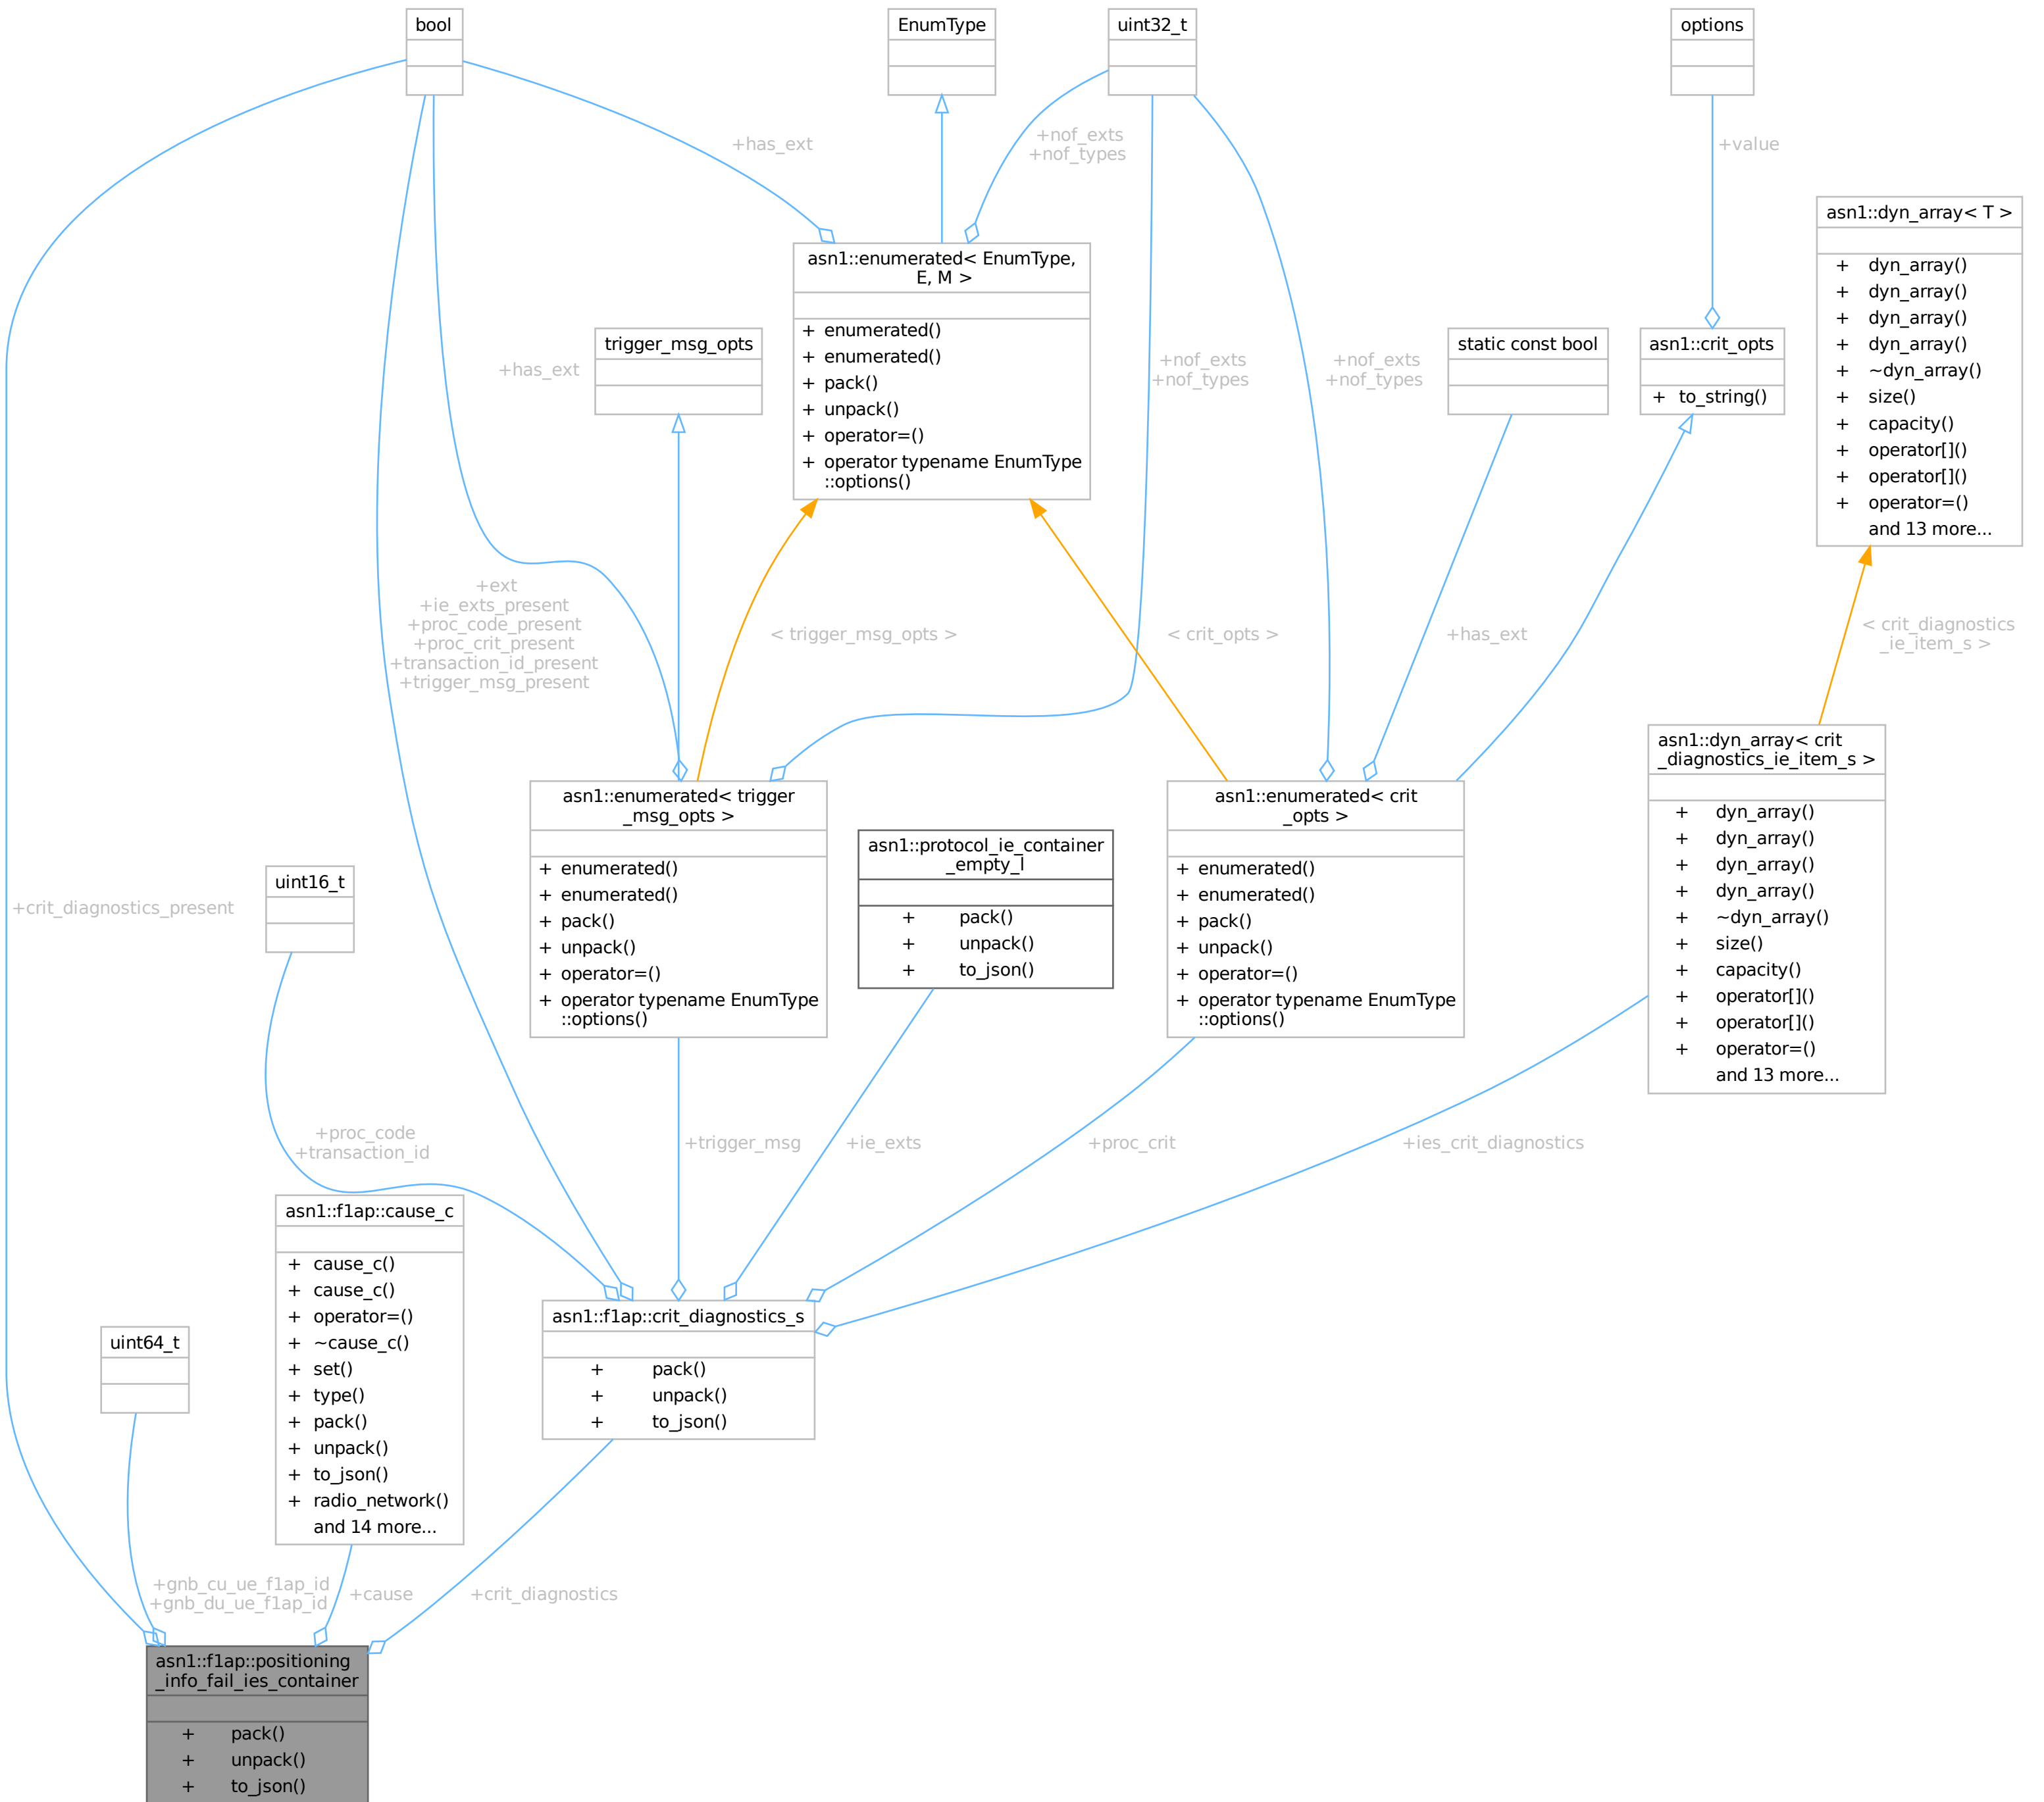 bool
EnumType
uint32_t
options
+has_ext
+nof_exts
+nof_types
+value
asn1::dyn_array< T >
+ dyn_array()
+ dyn_array()
+ dyn_array()
+ dyn_array()
+ ~dyn_array()
+ size()
+ capacity()
+ operator[]()
+ operator[]()
+ operator=()
and 13 more...
asn1::enumerated< EnumType,
E, M >
+ enumerated()
+ enumerated()
+ pack()
+ unpack()
+ operator=()
+ operator typename EnumType
::options()
trigger_msg_opts
+has_ext
+nof_exts
+nof_types
+nof_exts
+nof_types
static const bool
asn1::crit_opts
+ to_string()
+ext
+ie_exts_present
+proc_code_present
+proc_crit_present
+transaction_id_present
+trigger_msg_present
< trigger_msg_opts >
< crit_opts >
+has_ext
< crit_diagnostics
_ie_item_s >
asn1::dyn_array< crit
_diagnostics_ie_item_s >
+ dyn_array()
+ dyn_array()
+ dyn_array()
+ dyn_array()
+ ~dyn_array()
+ size()
+ capacity()
+ operator[]()
+ operator[]()
+ operator=()
and 13 more...
asn1::enumerated< trigger
_msg_opts >
+ enumerated()
+ enumerated()
+ pack()
+ unpack()
+ operator=()
+ operator typename EnumType
::options()
asn1::protocol_ie_container
_empty_l
+ pack()
+ unpack()
+ to_json()
asn1::enumerated< crit
_opts >
+ enumerated()
+ enumerated()
+ pack()
+ unpack()
+ operator=()
+ operator typename EnumType
::options()
uint16_t
+crit_diagnostics_present
+proc_code
+transaction_id
+trigger_msg
+ie_exts
+proc_crit
+ies_crit_diagnostics
asn1::f1ap::cause_c
+ cause_c()
+ cause_c()
+ operator=()
+ ~cause_c()
+ set()
+ type()
+ pack()
+ unpack()
+ to_json()
+ radio_network()
and 14 more...
uint64_t
asn1::f1ap::crit_diagnostics_s
+ pack()
+ unpack()
+ to_json()
+gnb_cu_ue_f1ap_id
+gnb_du_ue_f1ap_id
+cause
+crit_diagnostics
asn1::f1ap::positioning
_info_fail_ies_container
+ pack()
+ unpack()
+ to_json()